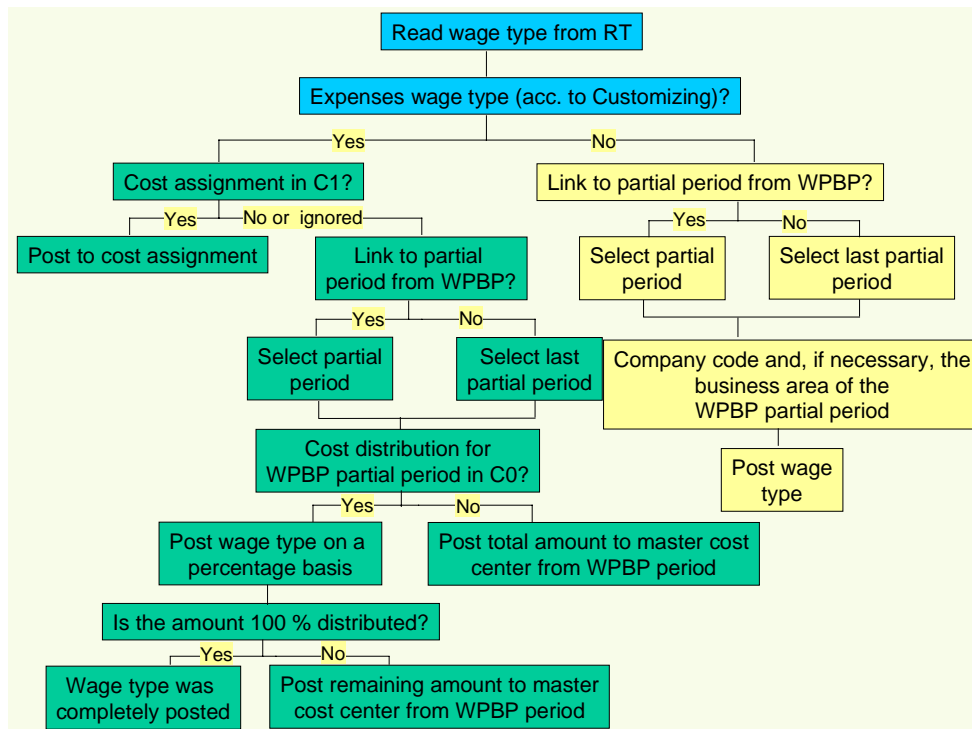 Read wage type from RT
Expenses wage type (acc. to Customizing)?
Yes
No
Cost assignment in C1?
Link to partial period from WPBP?
Yes
No or ignored
Yes
No
Post to cost assignment
Link to partial
period from WPBP?
Select partial
period
Select last partial
period
Yes
No
Select partial
period
Select last
partial period
Company code and, if necessary, the
business area of the
WPBP partial period
Cost distribution for
WPBP partial period in C0?
Post wage
type
Yes
No
Post wage type on a
percentage basis
Post total amount to master cost
center from WPBP period
Is the amount 100 % distributed?
Yes
No
Wage type was
completely posted
Post remaining amount to master
cost center from WPBP period